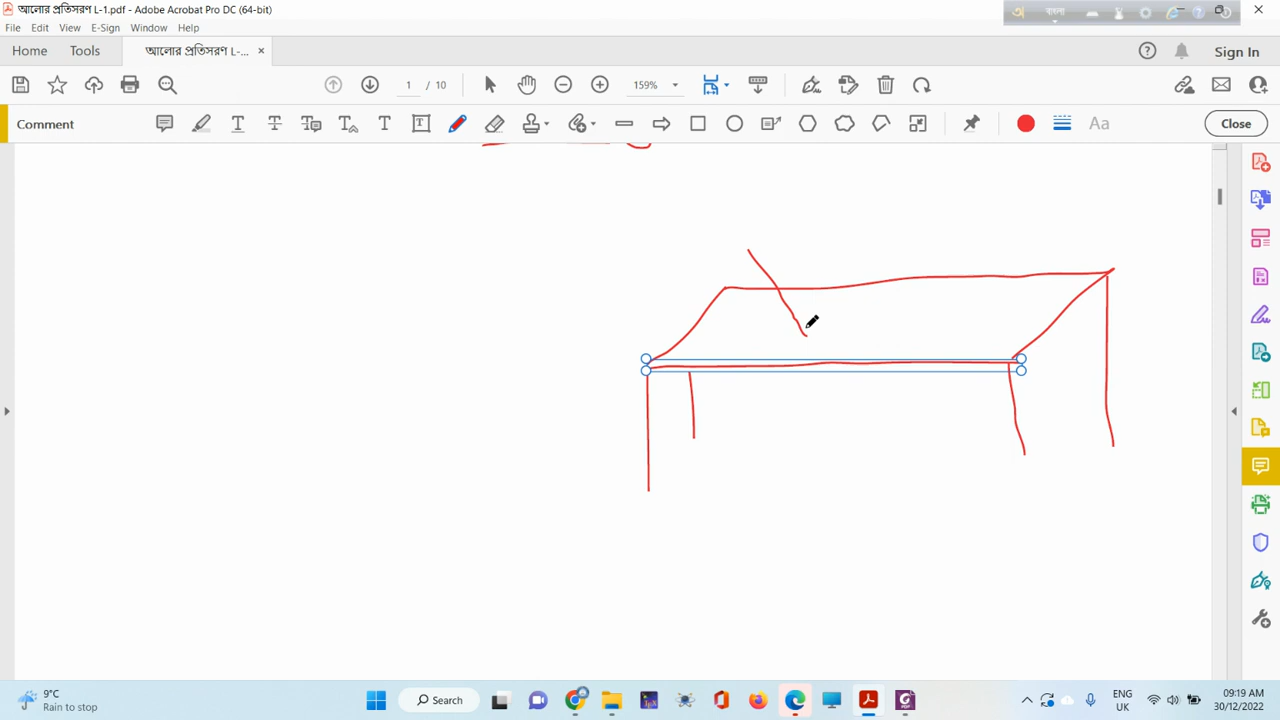 আলোর প্রতিসরণ L-1.pdf - Adobe Acrobat Pro DC (64-bit)
বাংলা
File Edit View E-Sign Window Help
Home Tools আলোর প্রতিসরণ L-... × Sign In
1 / 10 159%
Comment Aa Close
9°C
Rain to stop
Search
ENG
UK
09:19 AM
30/12/2022